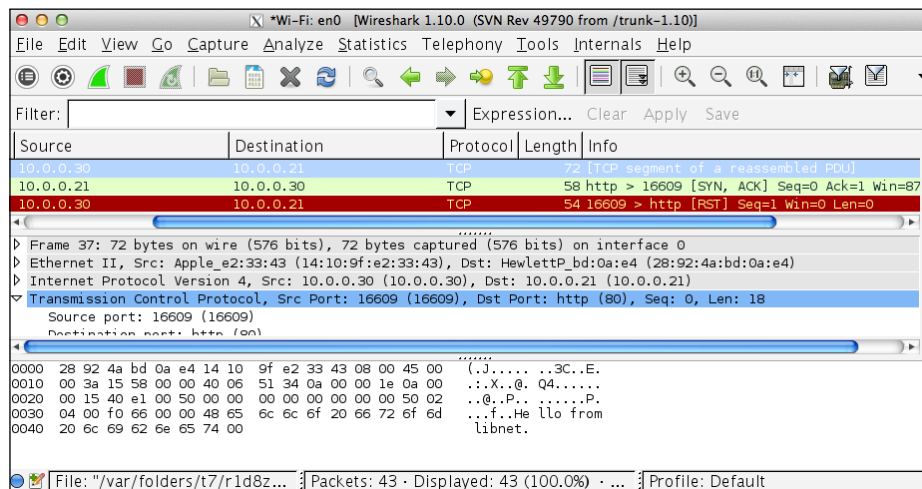 *Wi-Fi: en0 [Wireshark 1.10.0 (SVN Rev 49790 from /trunk-1.10)]
File Edit View Go Capture Analyze Statistics Telephony Tools Internals Help
Filter: Expression... Clear Apply Save
Source Destination Protocol Length Info
10.0.0.30 10.0.0.21 TCP 72 [TCP segment of a reassembled PDU]
10.0.0.21 10.0.0.30 TCP 58 http > 16609 [SYN, ACK] Seq=0 Ack=1 Win=87
10.0.0.30 10.0.0.21 TCP 54 16609 > http [RST] Seq=1 Win=0 Len=0
Frame 37: 72 bytes on wire (576 bits), 72 bytes captured (576 bits) on interface 0
Ethernet II, Src: Apple_e2:33:43 (14:10:9f:e2:33:43), Dst: HewlettP_bd:0a:e4 (28:92:4a:bd:0a:e4)
Internet Protocol Version 4, Src: 10.0.0.30 (10.0.0.30), Dst: 10.0.0.21 (10.0.0.21)
Transmission Control Protocol, Src Port: 16609 (16609), Dst Port: http (80), Seq: 0, Len: 18
Source port: 16609 (16609)
Destination port: http (80)
0000 28 92 4a bd 0a e4 14 10 9f e2 33 43 08 00 45 00 (.J..... ..3C..E.
0010 00 3a 15 58 00 00 40 06 51 34 0a 00 00 1e 0a 00 .:.X..@. Q4......
0020 00 15 40 e1 00 50 00 00 00 00 00 00 00 00 50 02 ..@..P.. ......P.
0030 04 00 f0 66 00 00 48 65 6c 6c 6f 20 66 72 6f 6d ...f..He llo from
0040 20 6c 69 62 6e 65 74 00 libnet.
File: "/var/folders/t7/r1d8z... Packets: 43 · Displayed: 43 (100.0%) · ... Profile: Default